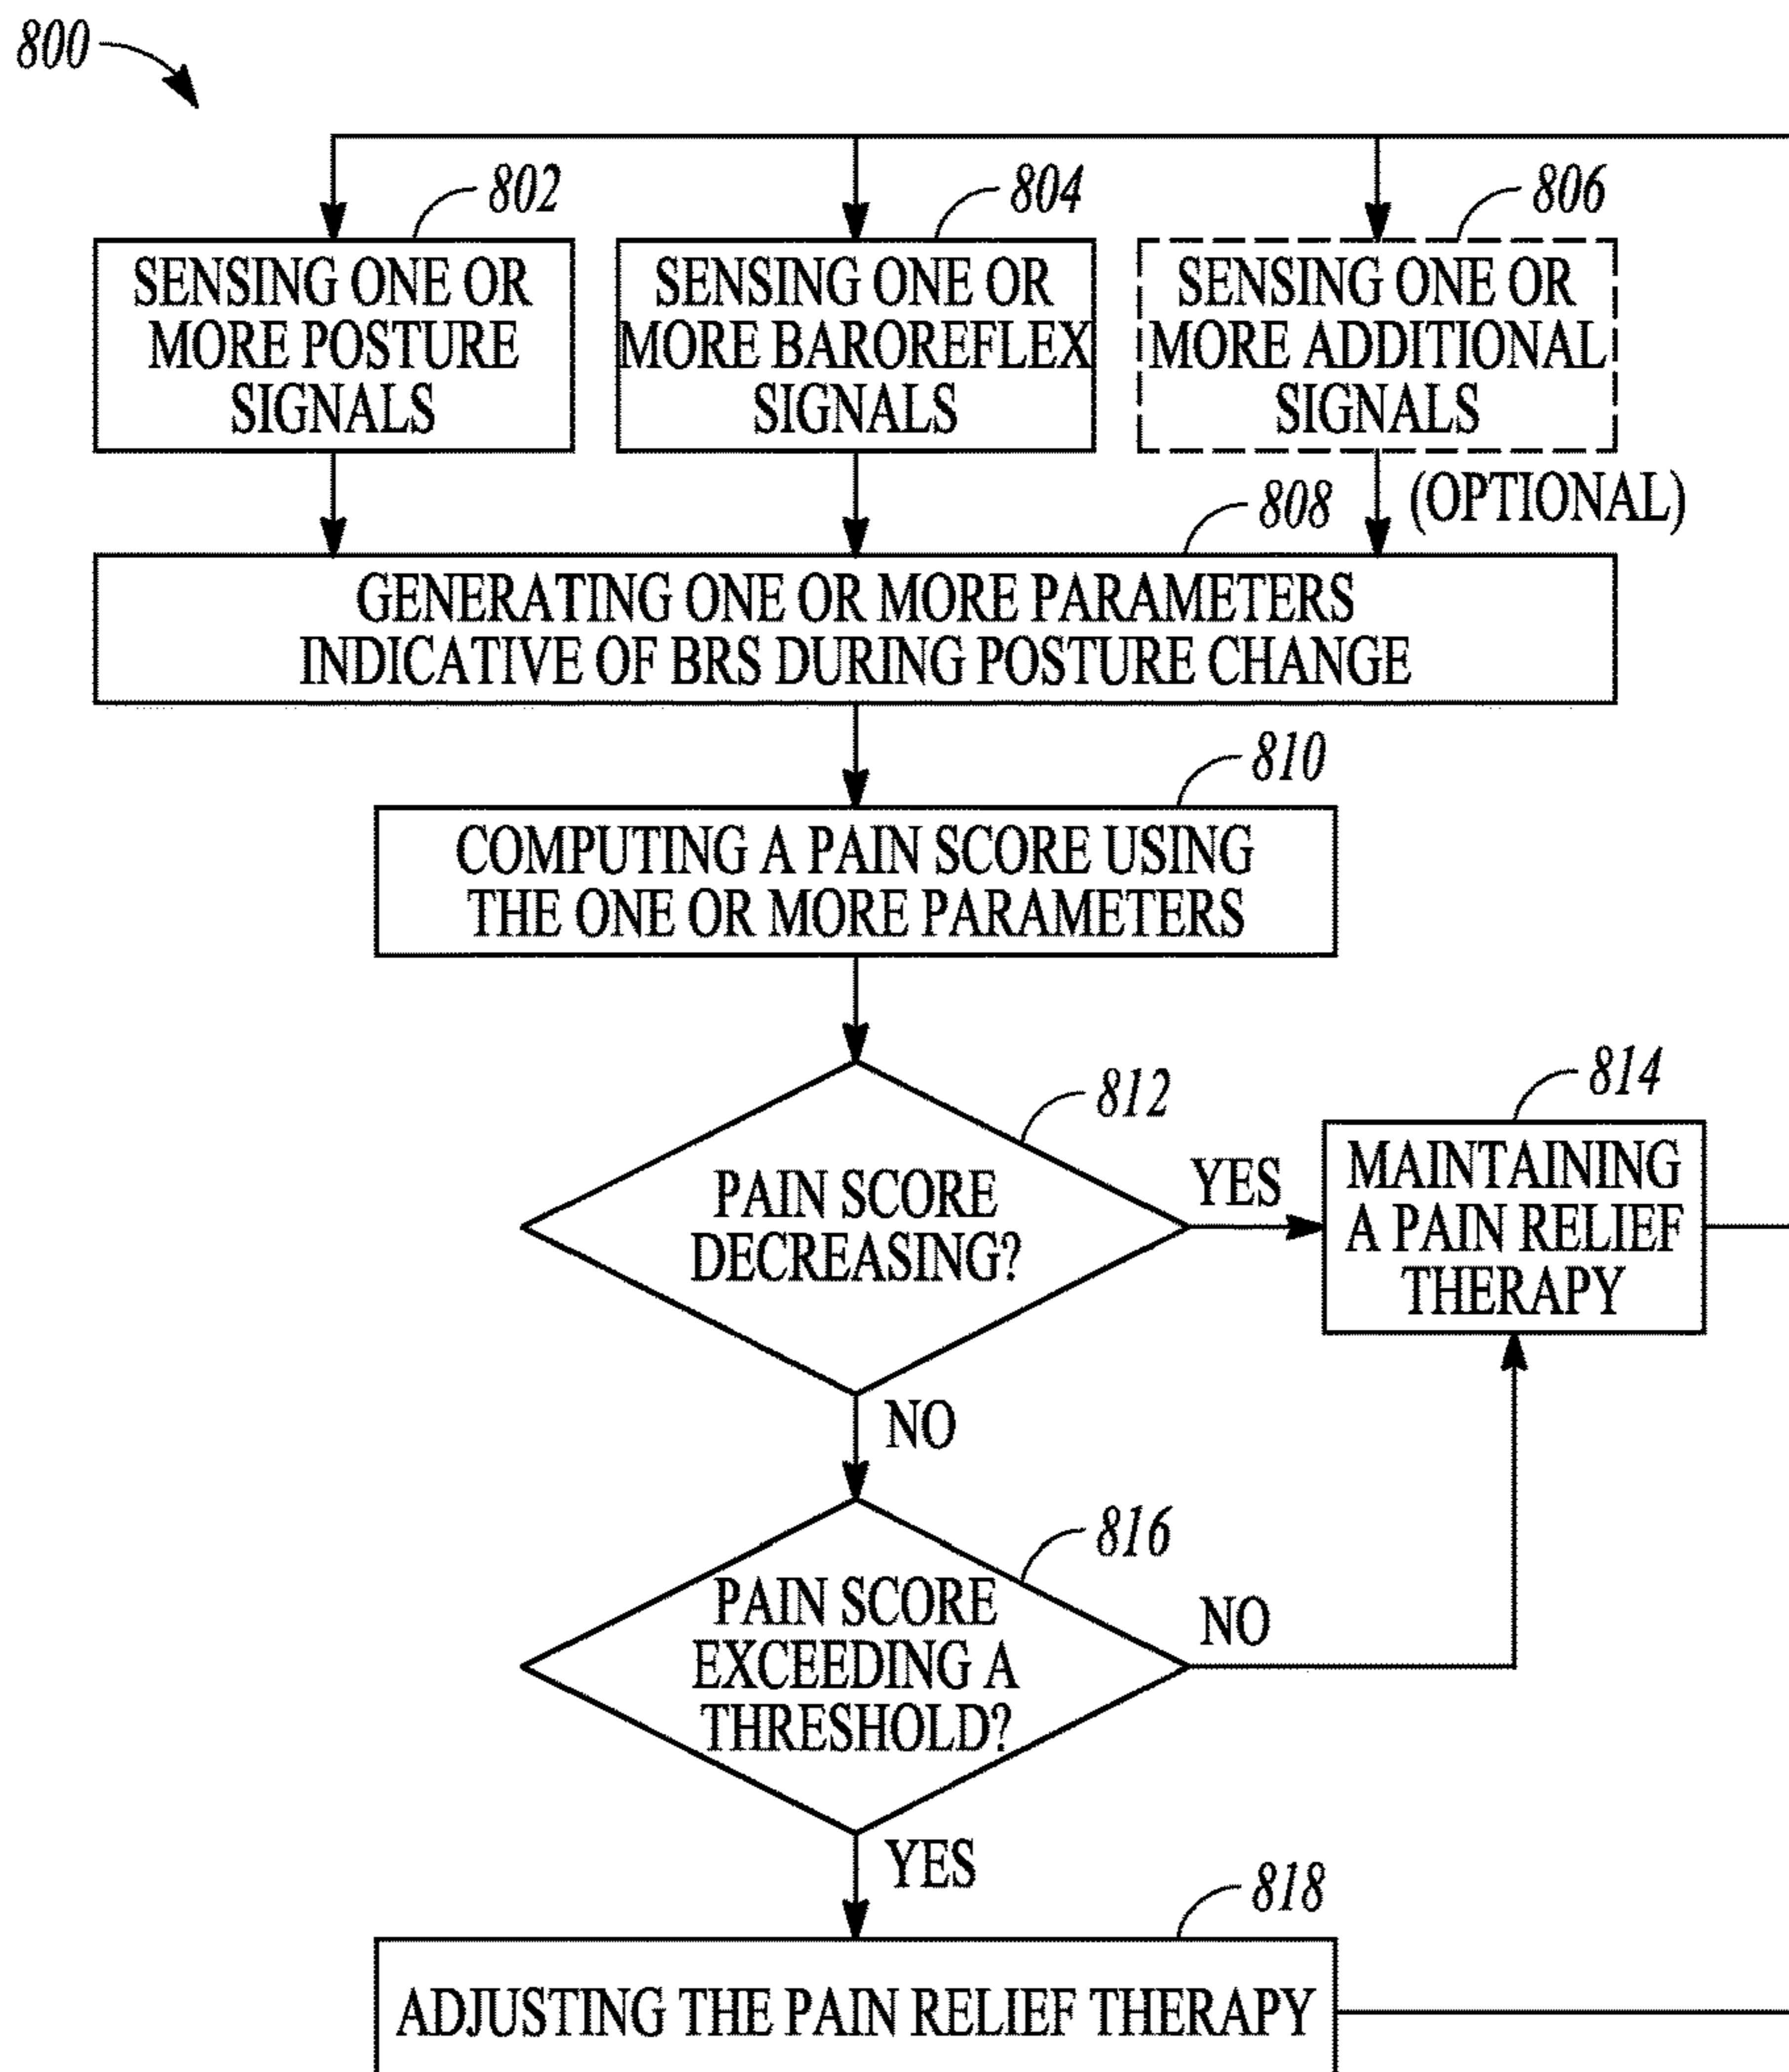 800
802
SENSING ONE OR
MORE POSTURE
SIGNALS
804
SENSING ONE OR
MORE BAROREFLEX
SIGNALS
806
SENSING ONE OR
MORE ADDITIONAL
SIGNALS
(OPTIONAL)
808
GENERATING ONE OR MORE PARAMETERS
INDICATIVE OF BRS DURING POSTURE CHANGE
810
COMPUTING A PAIN SCORE USING
THE ONE OR MORE PARAMETERS
812
PAIN SCORE
DECREASING?
YES
814
MAINTAINING
A PAIN RELIEF
THERAPY
NO
816
PAIN SCORE
EXCEEDING A
THRESHOLD?
NO
YES
818
ADJUSTING THE PAIN RELIEF THERAPY